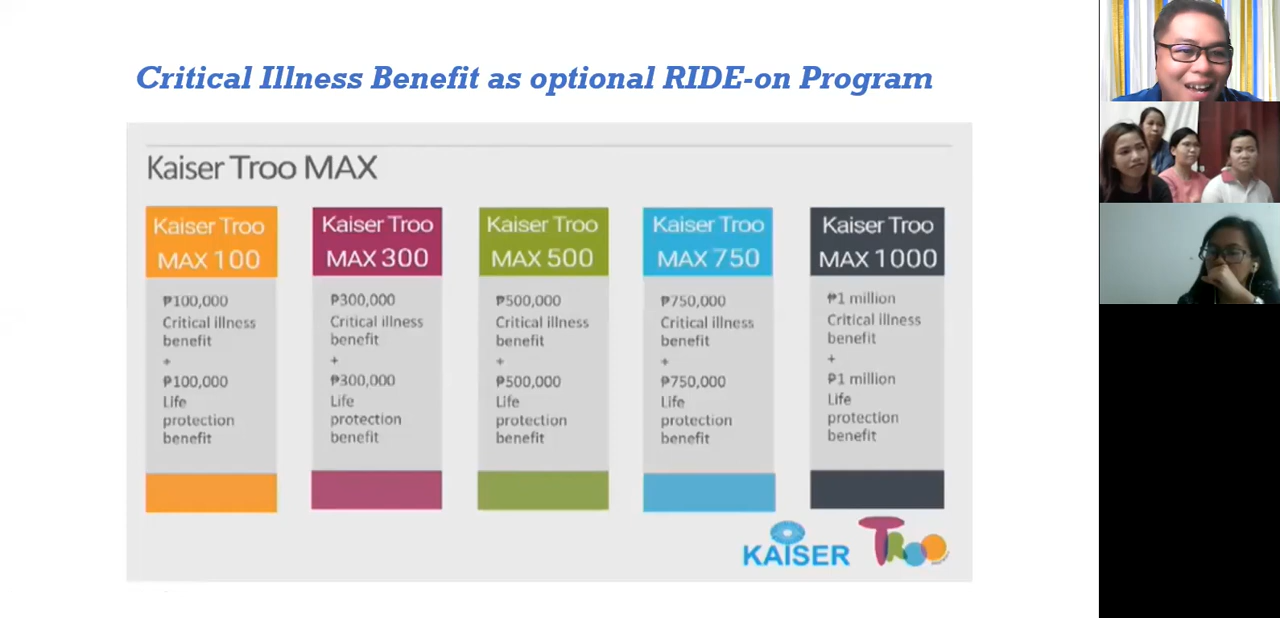 Critical Illness Benefit as optional RIDE-on Program
Kaiser Troo MAX
Kaiser Troo
MAX 100
₱100,000
Critical illness
benefit
+
₱100,000
Life
protection
benefit
Kaiser Troo
MAX 300
₱300,000
Critical illness
benefit
+
₱300,000
Life
protection
benefit
Kaiser Troo
MAX 500
₱500,000
Critical illness
benefit
+
₱500,000
Life
protection
benefit
Kaiser Troo
MAX 750
₱750,000
Critical illness
benefit
+
₱750,000
Life
protection
benefit
Kaiser Troo
MAX 1000
₱1 million
Critical illness
benefit
+
₱1 million
Life
protection
benefit
KAISER
TROO